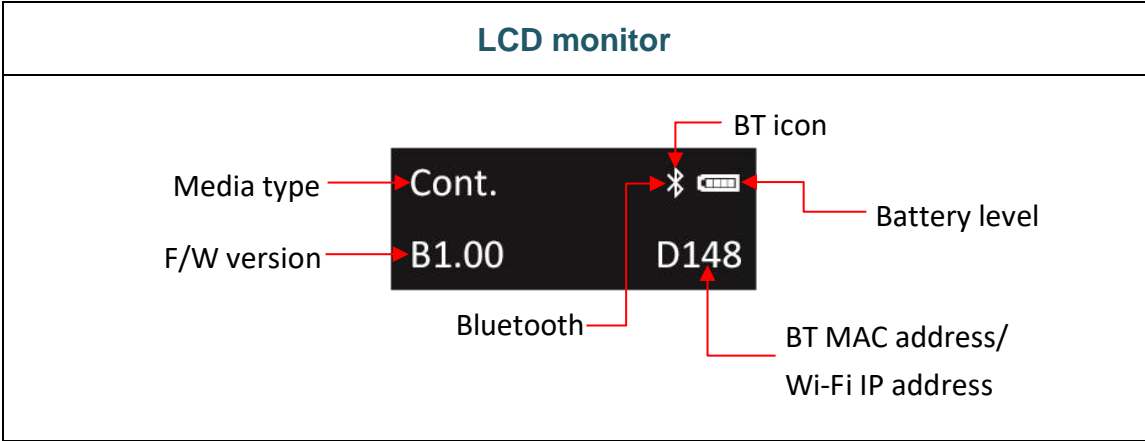 LCD monitor
BT icon
Media type
Cont.
Battery level
F/W version
B1.00
D148
Bluetooth
BT MAC address/
Wi-Fi IP address